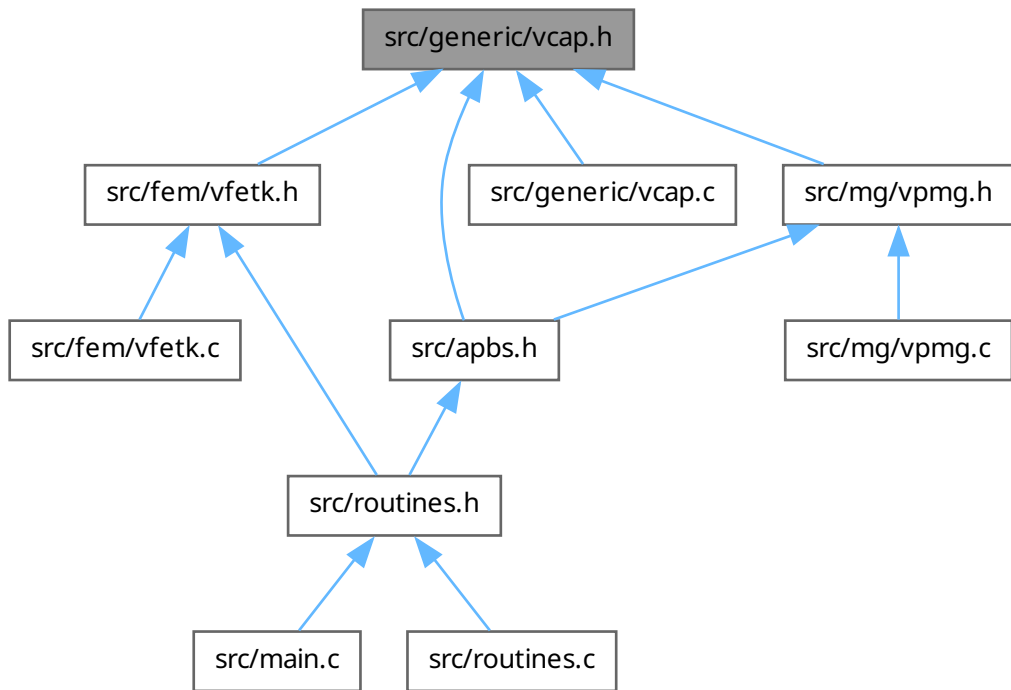 src/generic/vcap.h
src/fem/vfetk.h
src/generic/vcap.c
src/mg/vpmg.h
src/fem/vfetk.c
src/apbs.h
src/mg/vpmg.c
src/routines.h
src/main.c
src/routines.c